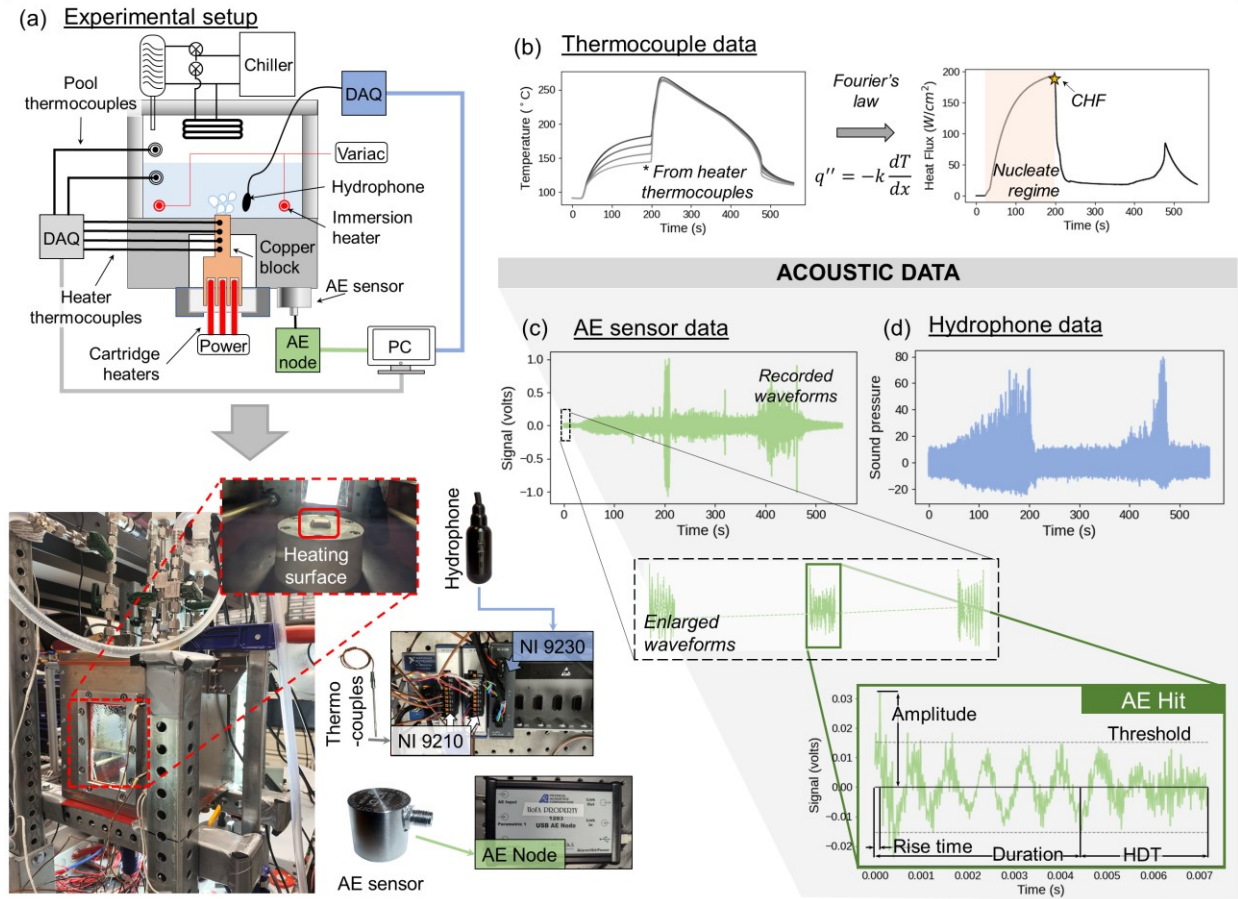 (a) Experimental setup
Chiller
Pool
thermocouples
DAQ
Variac
Hydrophone
Immersion
heater
DAQ
Copper
block
Heater
thermocouples
AE sensor
Power
AE
node
PC
Cartridge
heaters
Heating
surface
Hydrophone
NI 9230
Thermo
-couples
NI 9210
AE sensor
AE Node
PROPERTY
1283
USB AE Node
(b) Thermocouple data
Temperature (°C)
250
200
150
100
* From heater
thermocouples
0 100 200 300 400 500
Time (s)
Fourier's
law
q'' = −k dT/dx
Heat Flux (W/cm²)
200
150
100
50
0
CHF
Nucleate
regime
0 100 200 300 400 500
Time (s)
ACOUSTIC DATA
(c) AE sensor data
Signal (volts)
1.0
0.5
0.0
−0.5
−1.0
Recorded
waveforms
0 100 200 300 400 500
Time (s)
(d) Hydrophone data
Sound pressure
80
60
40
20
0
−20
0 100 200 300 400 500
Time (s)
Enlarged
waveforms
AE Hit
Signal (volts)
0.03
0.02
0.01
0.00
−0.01
−0.02
Amplitude
Threshold
Rise time
Duration
HDT
0.000 0.001 0.002 0.003 0.004 0.005 0.006 0.007
Time (s)